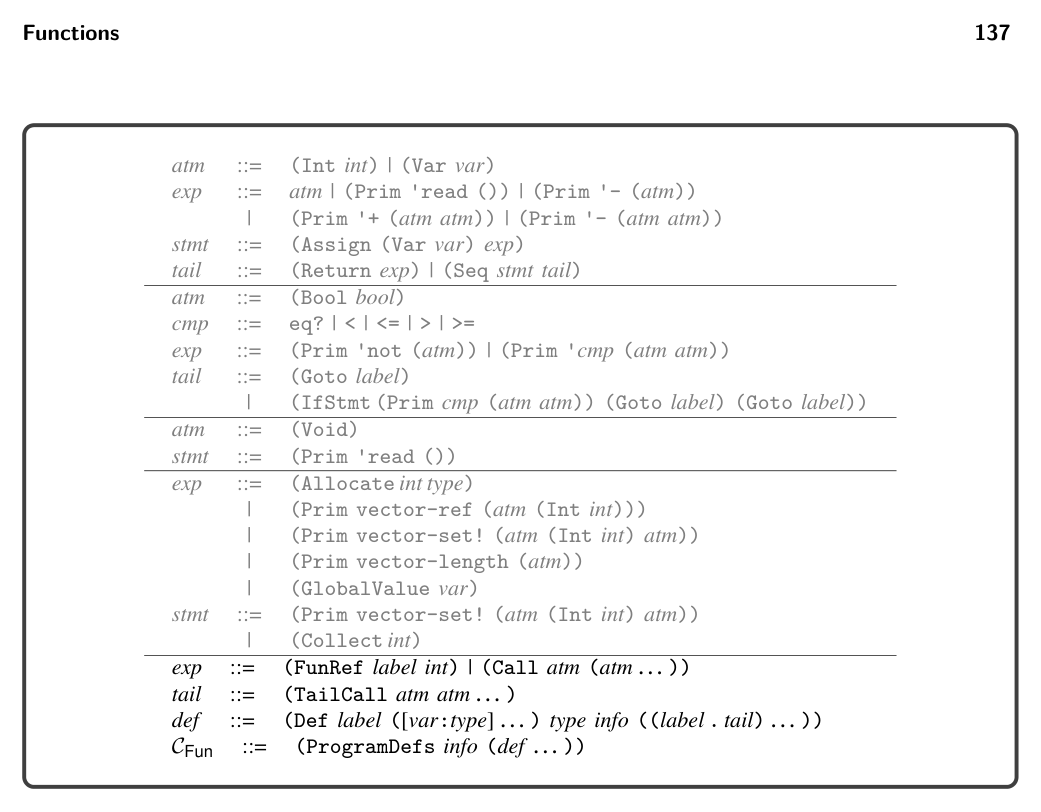 Functions 137
atm ::= (Int int) | (Var var)
exp ::= atm | (Prim 'read ()) | (Prim '- (atm))
| (Prim '+ (atm atm)) | (Prim '- (atm atm))
stmt ::= (Assign (Var var) exp)
tail ::= (Return exp) | (Seq stmt tail)
atm ::= (Bool bool)
cmp ::= eq? | < | <= | > | >=
exp ::= (Prim 'not (atm)) | (Prim 'cmp (atm atm))
tail ::= (Goto label)
| (IfStmt (Prim cmp (atm atm)) (Goto label) (Goto label))
atm ::= (Void)
stmt ::= (Prim 'read ())
exp ::= (Allocate int type)
| (Prim vector-ref (atm (Int int)))
| (Prim vector-set! (atm (Int int) atm))
| (Prim vector-length (atm))
| (GlobalValue var)
stmt ::= (Prim vector-set! (atm (Int int) atm))
| (Collect int)
exp ::= (FunRef label int) | (Call atm (atm ... ))
tail ::= (TailCall atm atm ... )
def ::= (Def label ([var:type] ... ) type info ((label . tail) ... ))
𝒞Fun ::= (ProgramDefs info (def ... ))